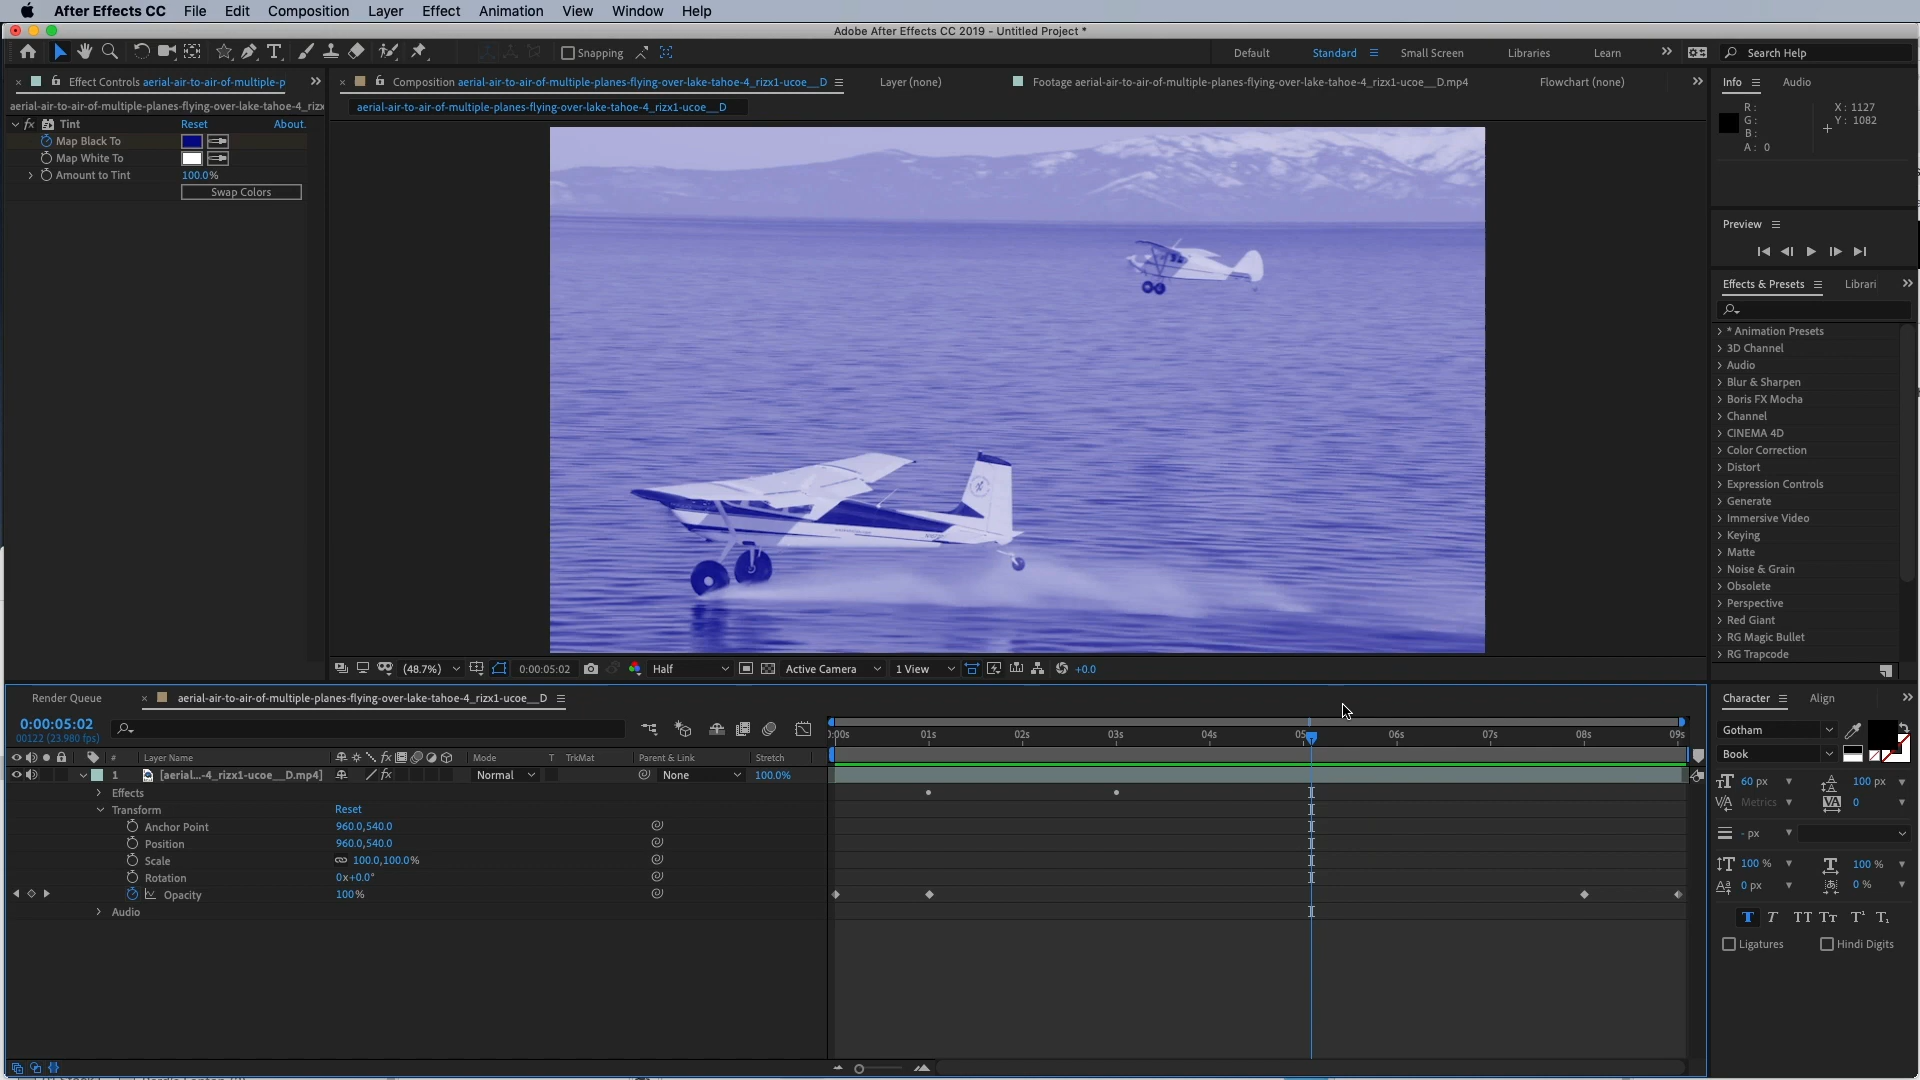 After Effects CC File Edit Composition Layer Effect Animation View Window Help
Adobe After Effects CC 2019 - Untitled Project *
Snapping Default Standard Small Screen Libraries Learn Search Help
Effect Controls aerial-air-to-air-of-multiple-p
aerial-air-to-air-of-multiple-planes-flying-over-lake-tahoe-4_rizx
fx Tint Reset About.
Map Black To
Map White To
Amount to Tint 100.0%
Swap Colors
Composition aerial-air-to-air-of-multiple-planes-flying-over-lake-tahoe-4_rizx1-ucoe__D Layer (none) Footage aerial-air-to-air-of-multiple-planes-flying-over-lake-tahoe-4_rizx1-ucoe__D.mp4 Flowchart (none)
aerial-air-to-air-of-multiple-planes-flying-over-lake-tahoe-4_rizx1-ucoe__D
(48.7%) 0:00:05:02 Half Active Camera 1 View +0.0
Info Audio
R: X: 1127
G: Y: 1082
B:
A: 0
Preview
Effects & Presets Librari
* Animation Presets
3D Channel
Audio
Blur & Sharpen
Boris FX Mocha
Channel
CINEMA 4D
Color Correction
Distort
Expression Controls
Generate
Immersive Video
Keying
Matte
Noise & Grain
Obsolete
Perspective
Red Giant
RG Magic Bullet
RG Trapcode
Render Queue aerial-air-to-air-of-multiple-planes-flying-over-lake-tahoe-4_rizx1-ucoe__D
0:00:05:02
00122 (23.980 fps)
:00s 01s 02s 03s 04s 05s 06s 07s 08s 09s
# Layer Name fx Mode T TrkMat Parent & Link Stretch
1 [aerial...-4_rizx1-ucoe__D.mp4] fx Normal None 100.0%
Effects
Transform Reset
Anchor Point 960.0,540.0
Position 960.0,540.0
Scale 100.0,100.0%
Rotation 0x+0.0°
Opacity 100%
Audio
Character Align
Gotham
Book
60 px 100 px
Metrics 0
- px
100 % 100 %
0 px 0 %
T T TT Tt T¹ T₁
Ligatures Hindi Digits